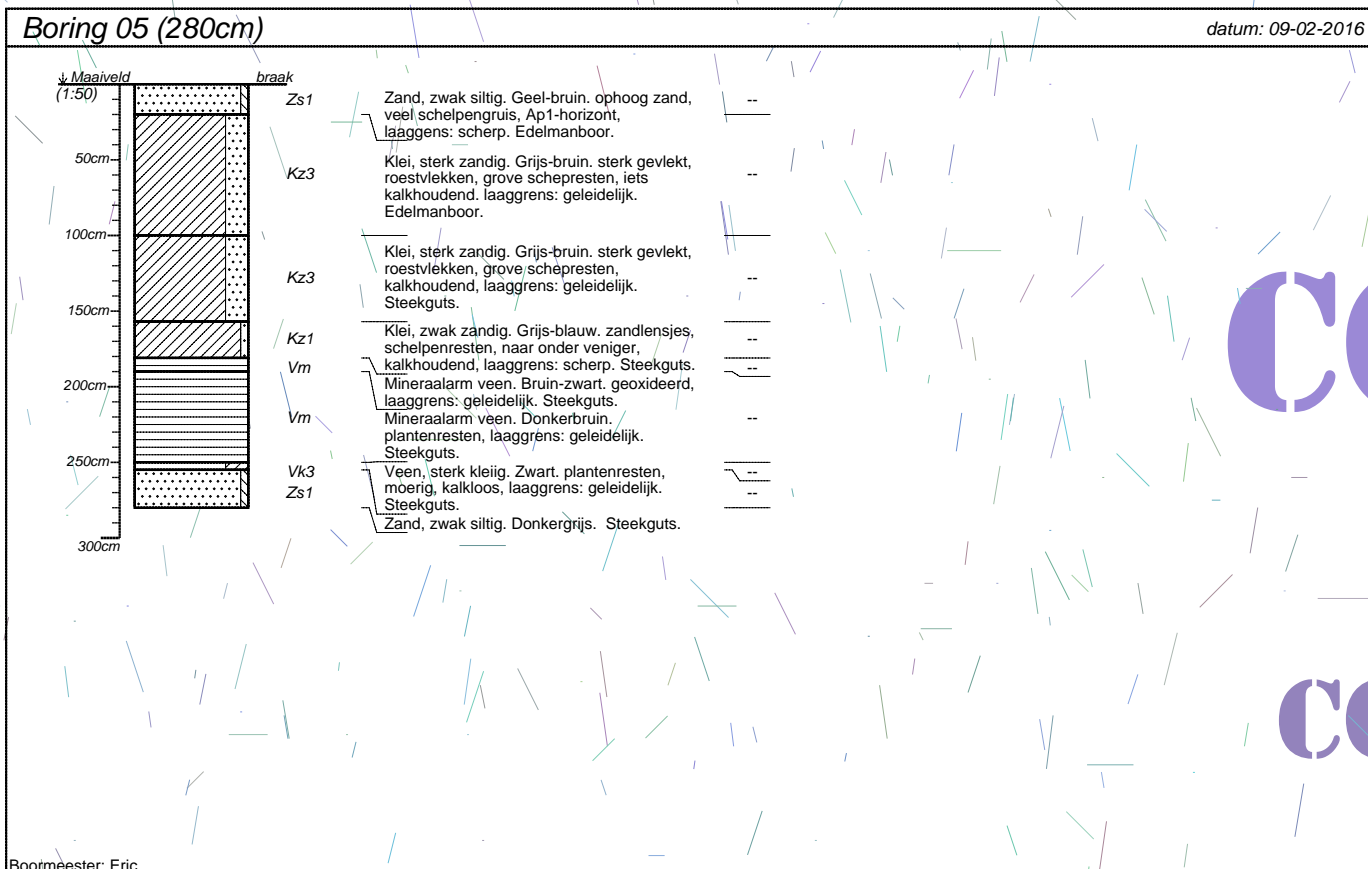 Boring 05 (280cm)
datum: 09-02-2016
Maaiveld
braak
(1:50)
50cm
100cm
150cm
200cm
250cm
300cm
Zs1
Zand, zwak siltig. Geel-bruin. ophoog zand,
veel schelpengruis, Ap1-horizont,
laaggens: scherp. Edelmanboor.
--
Kz3
Klei, sterk zandig. Grijs-bruin. sterk gevlekt,
roestvlekken, grove schepresten, iets
kalkhoudend. laaggrens: geleidelijk.
Edelmanboor.
--
Kz3
Klei, sterk zandig. Grijs-bruin. sterk gevlekt,
roestvlekken, grove schepresten,
kalkhoudend, laaggrens: geleidelijk.
Steekguts.
--
Kz1
Klei, zwak zandig. Grijs-blauw. zandlensjes,
schelpenresten, naar onder veniger,
kalkhoudend, laaggrens: scherp. Steekguts.
--
Vm
Mineraalarm veen. Bruin-zwart. geoxideerd,
laaggrens: geleidelijk. Steekguts.
--
Vm
Mineraalarm veen. Donkerbruin.
plantenresten, laaggrens: geleidelijk.
Steekguts.
--
Vk3
Veen, sterk kleiig. Zwart. plantenresten,
moerig, kalkloos, laaggrens: geleidelijk.
Steekguts.
--
Zs1
Zand, zwak siltig. Donkergrijs. Steekguts.
--
Boormeester: Eric